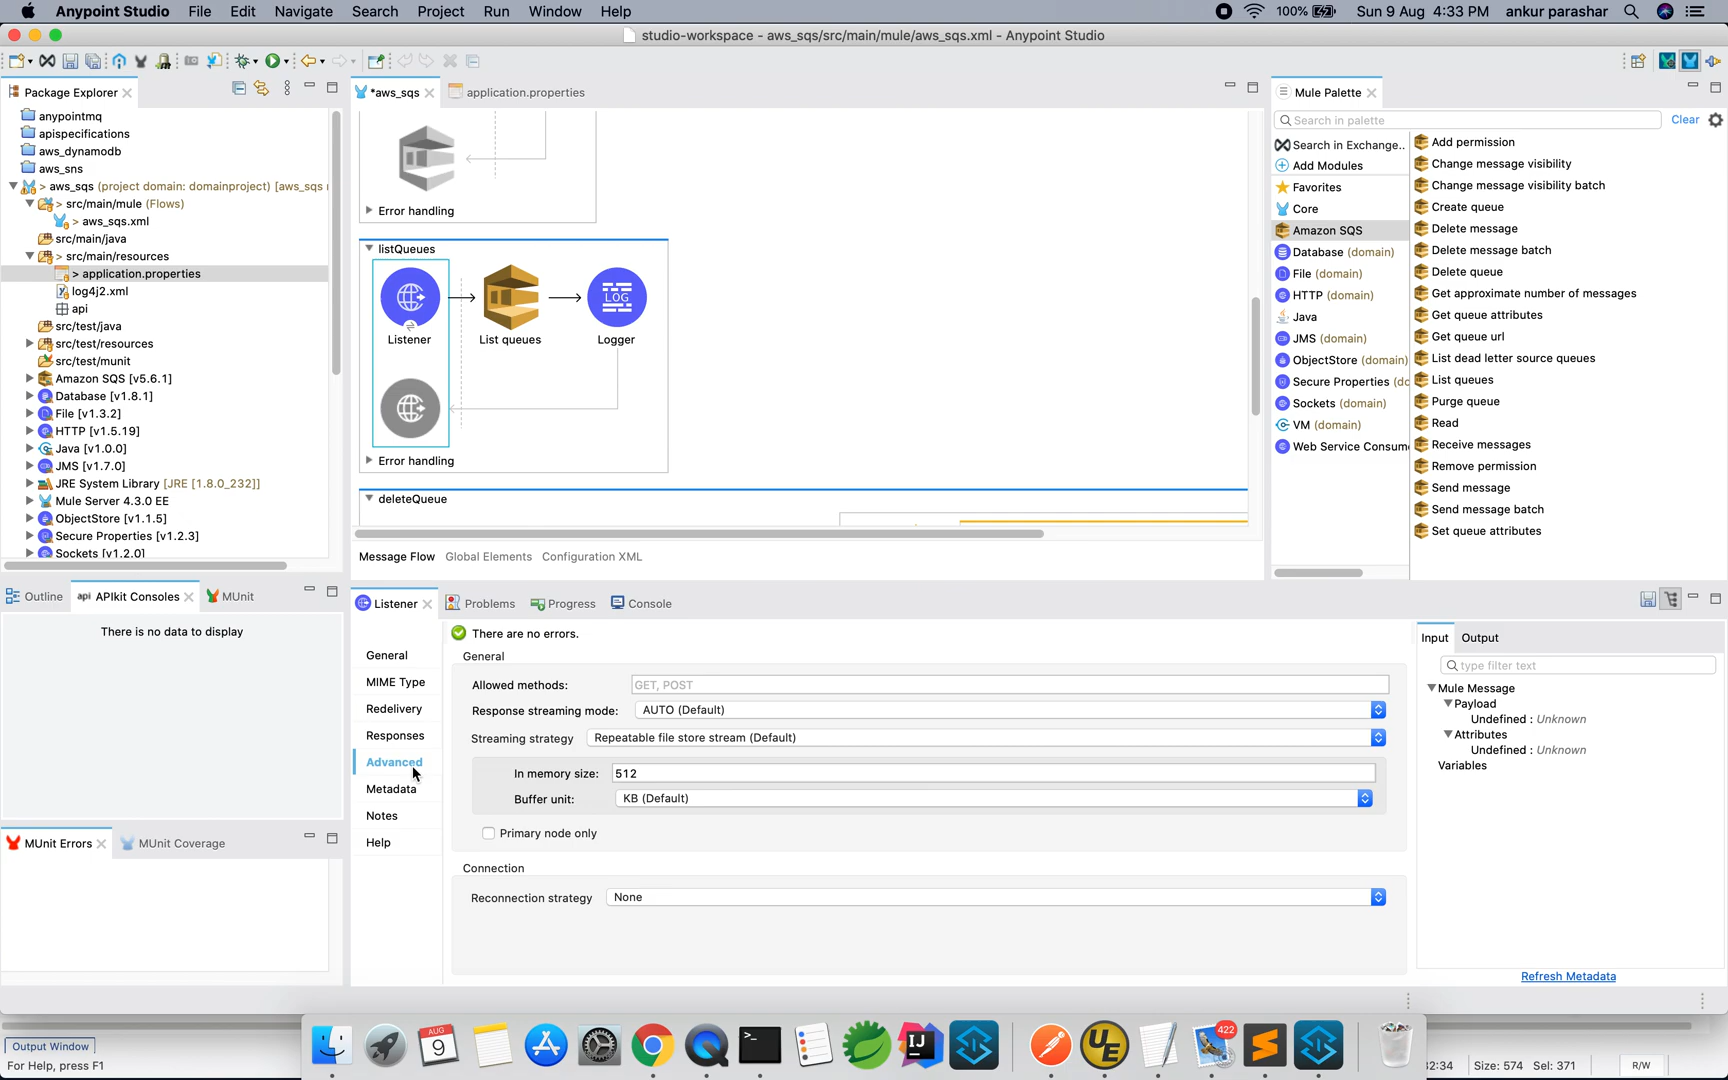 Anypoint Studio File Edit Navigate Search Project Run Window Help 100% Sun 9 Aug 4:33 PM ankur parashar
studio-workspace - aws_sqs/src/main/mule/aws_sqs.xml - Anypoint Studio
Package Explorer
anypointmq
apispecifications
aws_dynamodb
aws_sns
> aws_sqs (project domain: domainproject) [aws_sqs
> src/main/mule (Flows)
> aws_sqs.xml
src/main/java
> src/main/resources
> application.properties
log4j2.xml
api
src/test/java
src/test/resources
src/test/munit
Amazon SQS [v5.6.1]
Database [v1.8.1]
File [v1.3.2]
HTTP [v1.5.19]
Java [v1.0.0]
JMS [v1.7.0]
JRE System Library [JRE [1.8.0_232]]
Mule Server 4.3.0 EE
ObjectStore [v1.1.5]
Secure Properties [v1.2.3]
Sockets [v1.2.0]
*aws_sqs application.properties
Error handling
listQueues
LOG
Listener List queues Logger
Error handling
deleteQueue
Message Flow Global Elements Configuration XML
Mule Palette
Search in palette Clear
Search in Exchange..
Add Modules
Favorites
Core
Amazon SQS
Database (domain)
File (domain)
HTTP (domain)
Java
JMS (domain)
ObjectStore (domain)
Secure Properties (dc
Sockets (domain)
VM (domain)
Web Service Consum
Add permission
Change message visibility
Change message visibility batch
Create queue
Delete message
Delete message batch
Delete queue
Get approximate number of messages
Get queue attributes
Get queue url
List dead letter source queues
List queues
Purge queue
Read
Receive messages
Remove permission
Send message
Send message batch
Set queue attributes
Outline api APIkit Consoles MUnit
There is no data to display
MUnit Errors MUnit Coverage
Listener Problems Progress Console
There are no errors.
General
MIME Type
Redelivery
Responses
Advanced
Metadata
Notes
Help
General
Allowed methods: GET, POST
Response streaming mode: AUTO (Default)
Streaming strategy Repeatable file store stream (Default)
In memory size: 512
Buffer unit: KB (Default)
Primary node only
Connection
Reconnection strategy None
Input Output
type filter text
Mule Message
Payload
Undefined : Unknown
Attributes
Undefined : Unknown
Variables
Refresh Metadata
Output Window
For Help, press F1
AUG
9
IJ
UE
422
2:34 Size: 574 Sel: 371 R/W